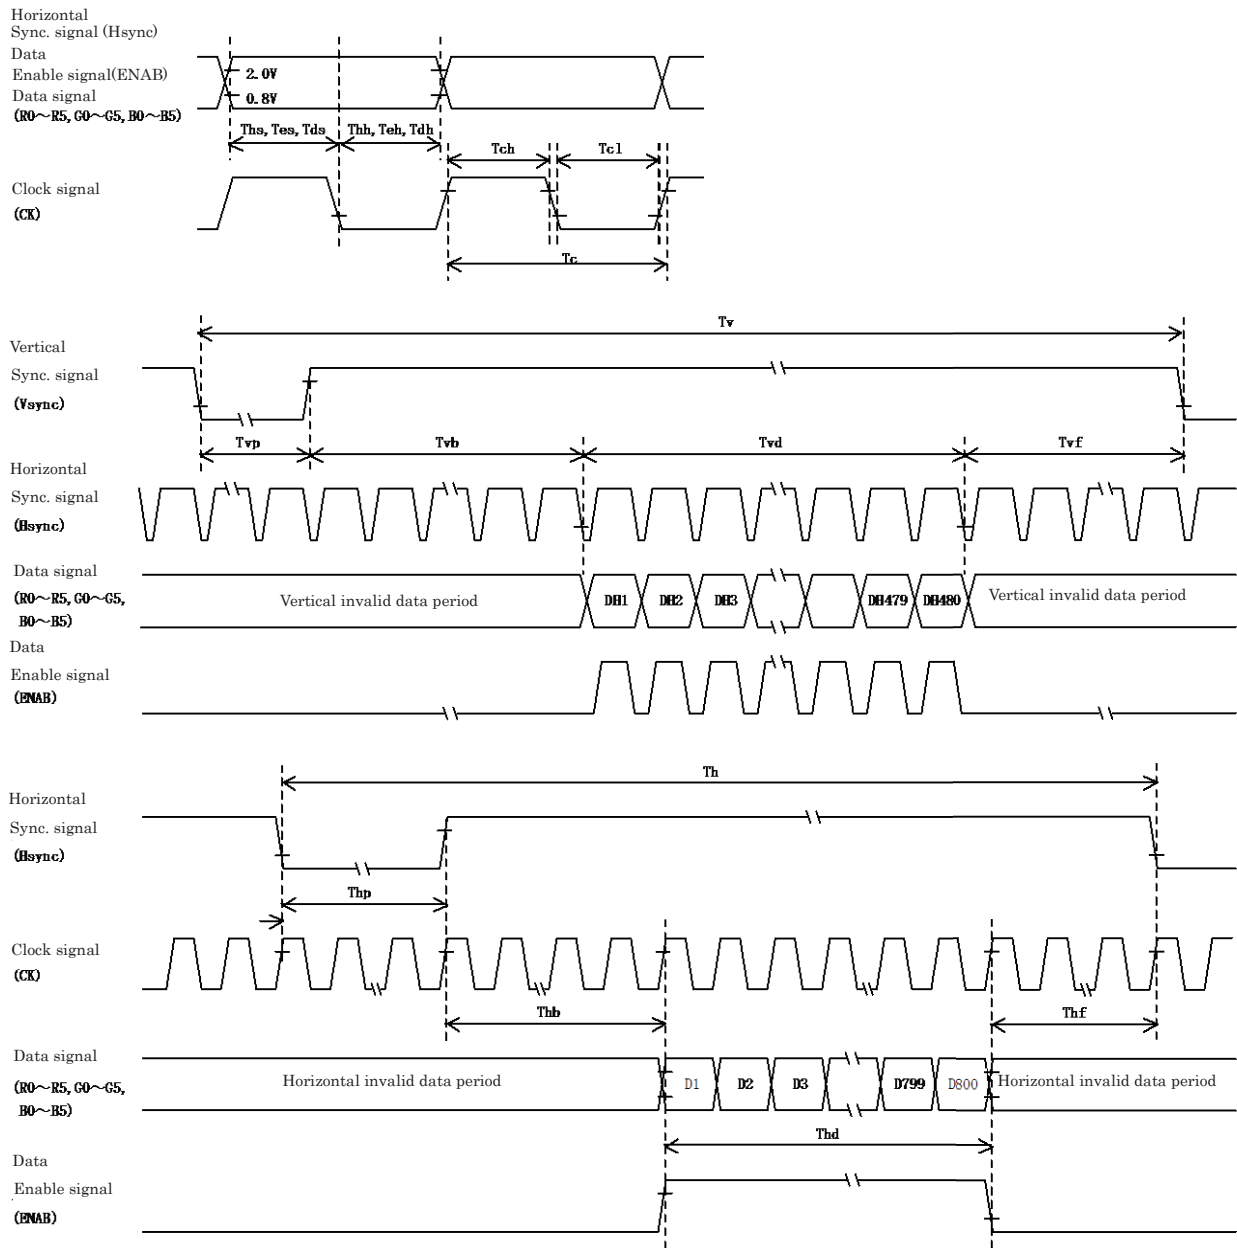 Horizontal
Sync. signal (Hsync)
Data
Enable signal(ENAB)
Data signal
(R0～R5,G0～G5,B0～B5)
2.0V
0.8V
Ths, Tes, Tds
Thh, Teh, Tdh
Tch
Tcl
Clock signal
(CK)
Tc
Tv
Vertical
Sync. signal
(Vsync)
Tvp
Tvb
Tvd
Tvf
Horizontal
Sync. signal
(Hsync)
Data signal
(R0～R5,G0～G5,
B0～B5)
Vertical invalid data period
DH1
DH2
DH3
DH479
DH480
Vertical invalid data period
Data
Enable signal
(ENAB)
Th
Horizontal
Sync. signal
(Hsync)
Thp
Clock signal
(CK)
Thb
Thf
Data signal
(R0～R5,G0～G5,
B0～B5)
Horizontal invalid data period
D1
D2
D3
D799
D800
Horizontal invalid data period
Thd
Data
Enable signal
(ENAB)